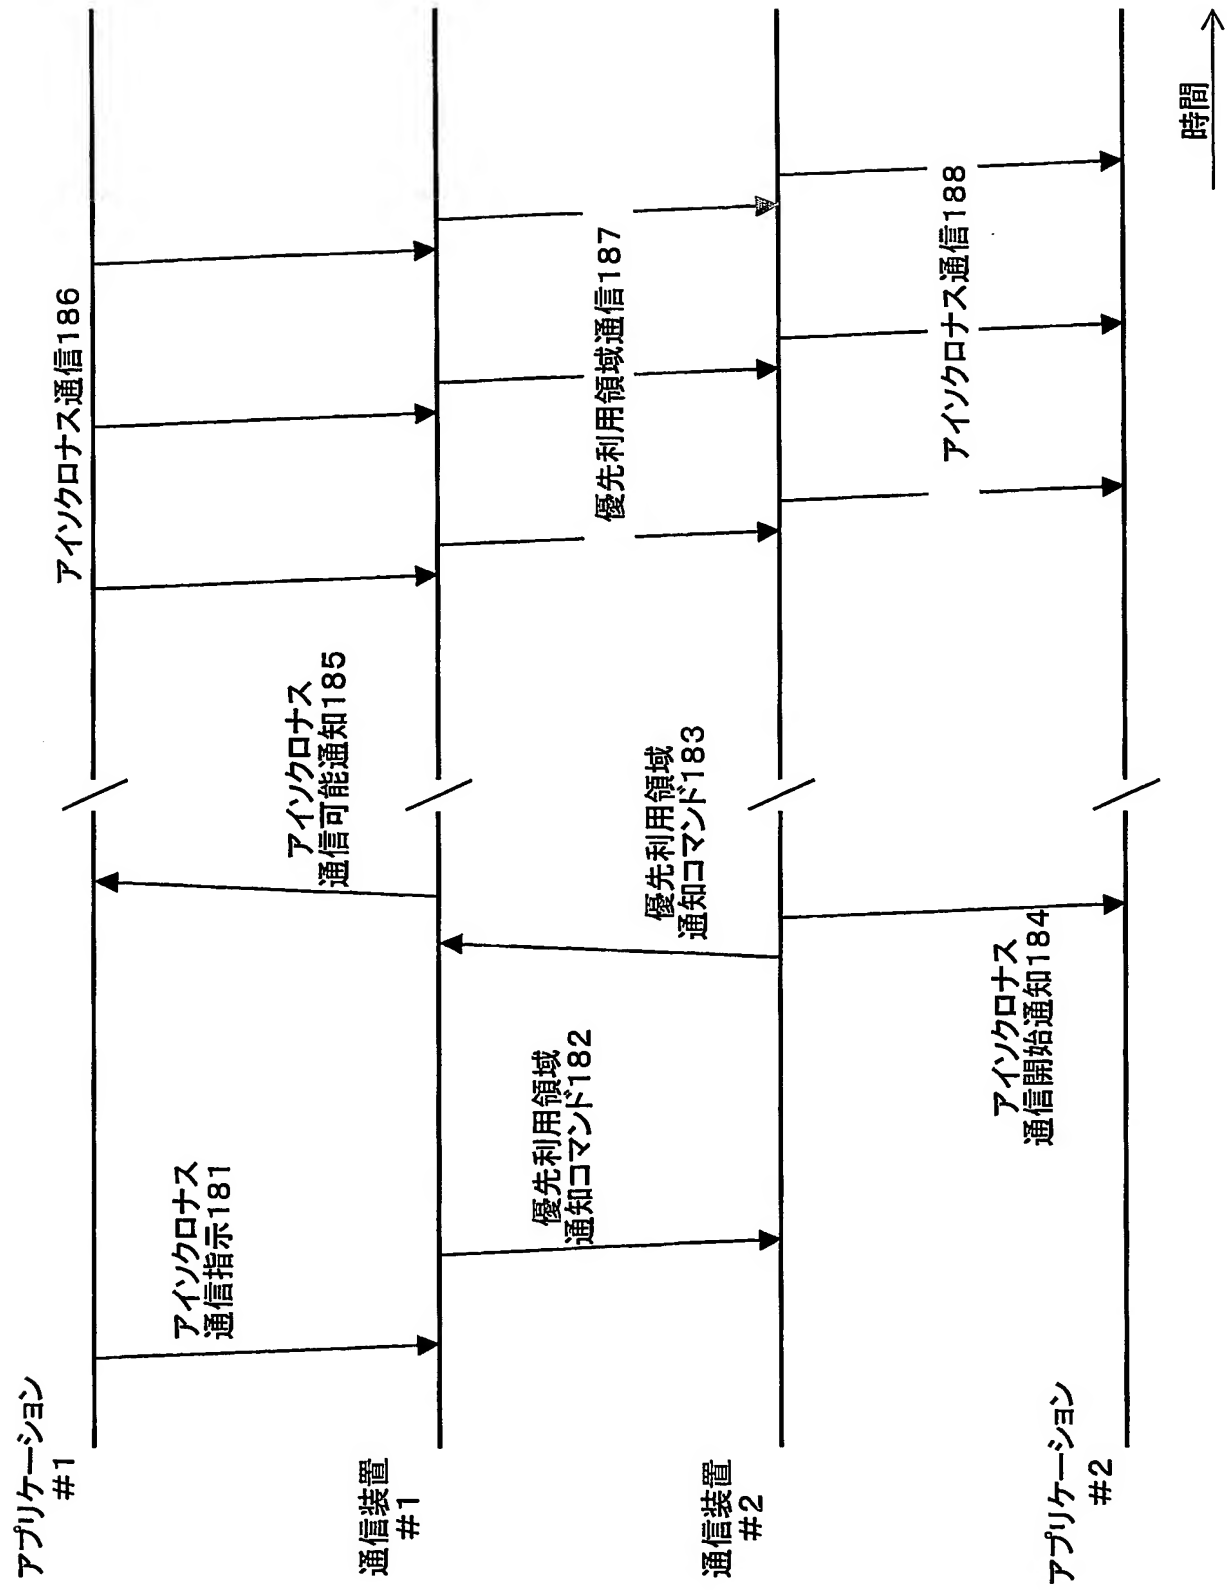 アプリケーション
#1
通信装置
#1
通信装置
#2
アプリケーション
#2
アイソクロナス
通信指示181
優先利用領域
通知コマンド182
優先利用領域
通知コマンド183
アイソクロナス
通信開始通知184
アイソクロナス
通信可能通知185
アイソクロナス通信186
優先利用領域通信187
アイソクロナス通信188
時間